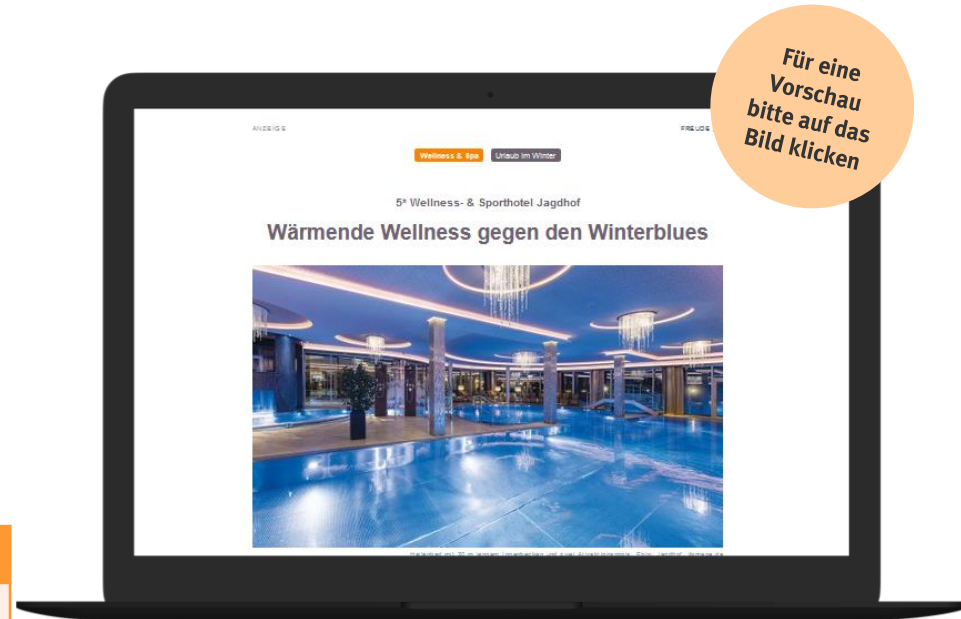 Für eine
Vorschau
bitte auf das
Bild klicken
ANZEIGE
FREUDE
Wellness & Spa
Urlaub im Winter
5* Wellness- & Sporthotel Jagdhof
Wärmende Wellness gegen den Winterblues